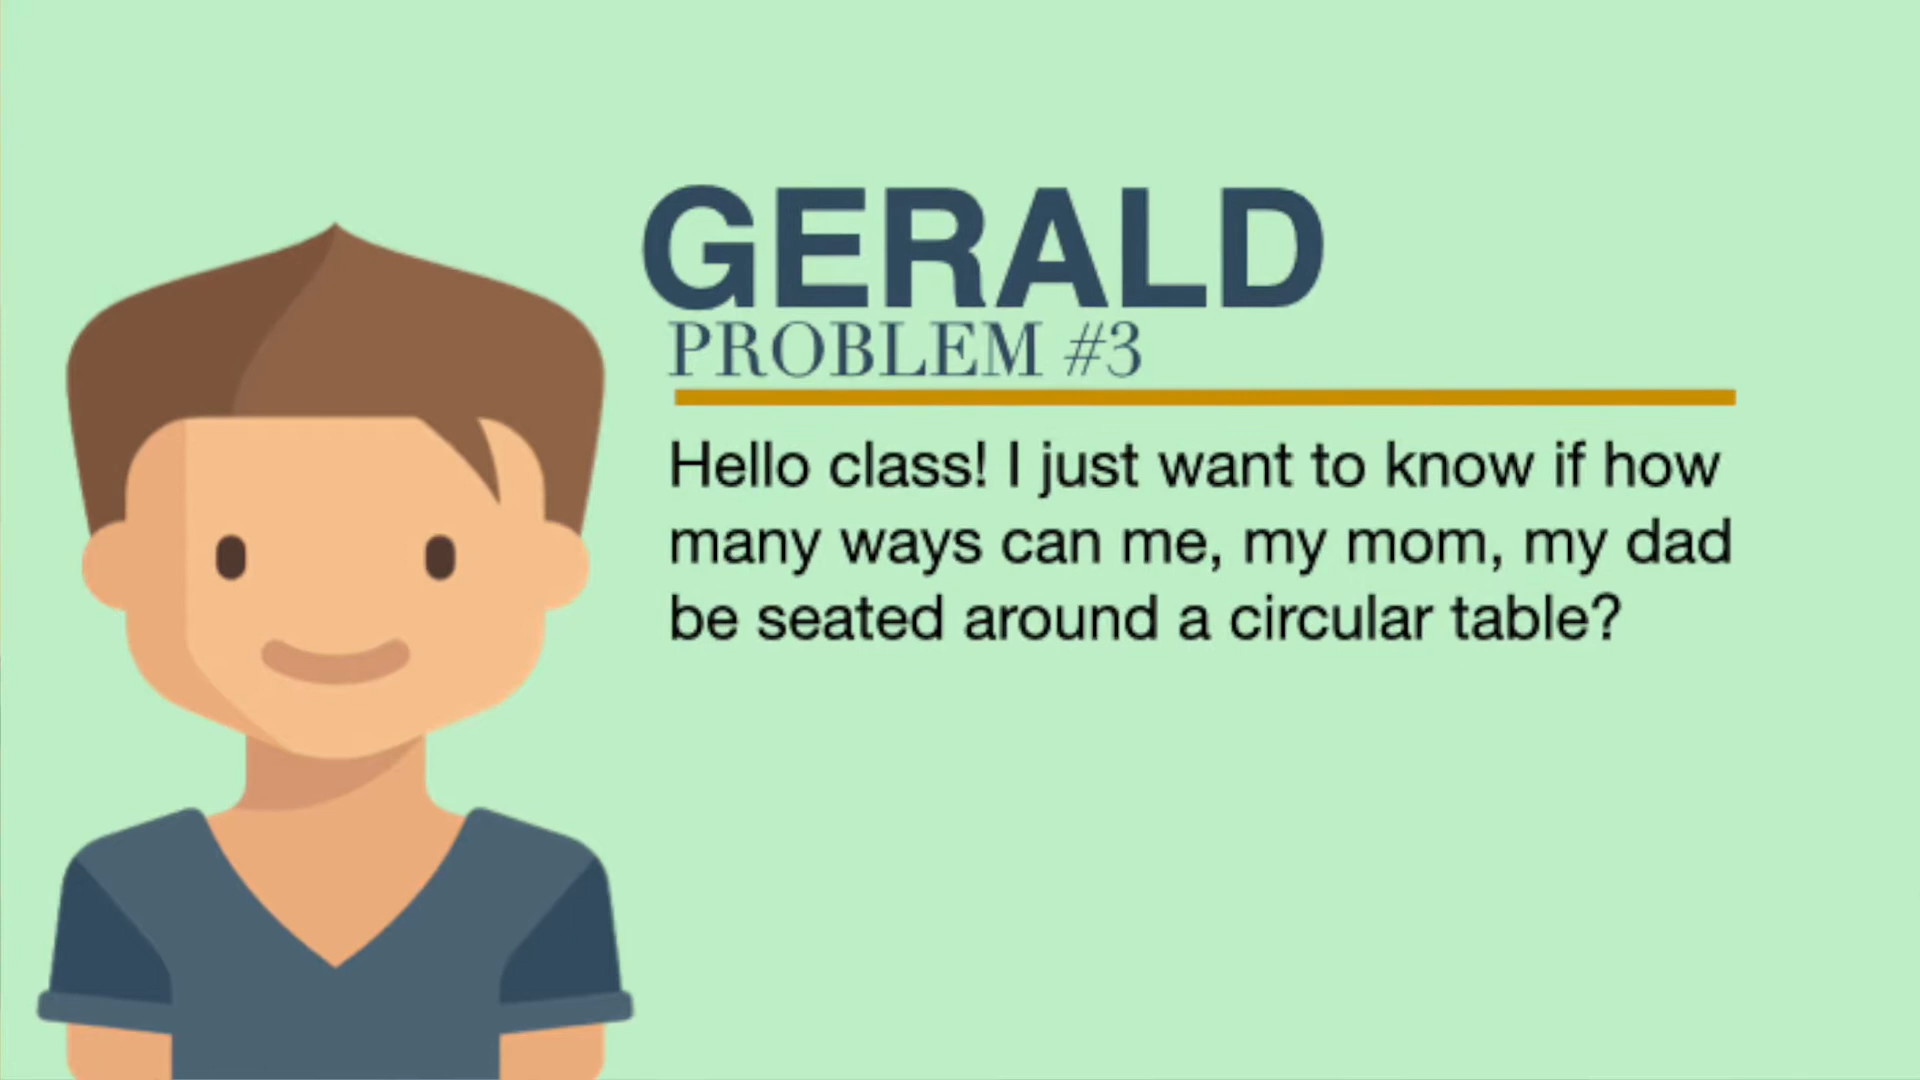 GERALD
PROBLEM #3
Hello class! I just want to know if how
many ways can me, my mom, my dad
be seated around a circular table?